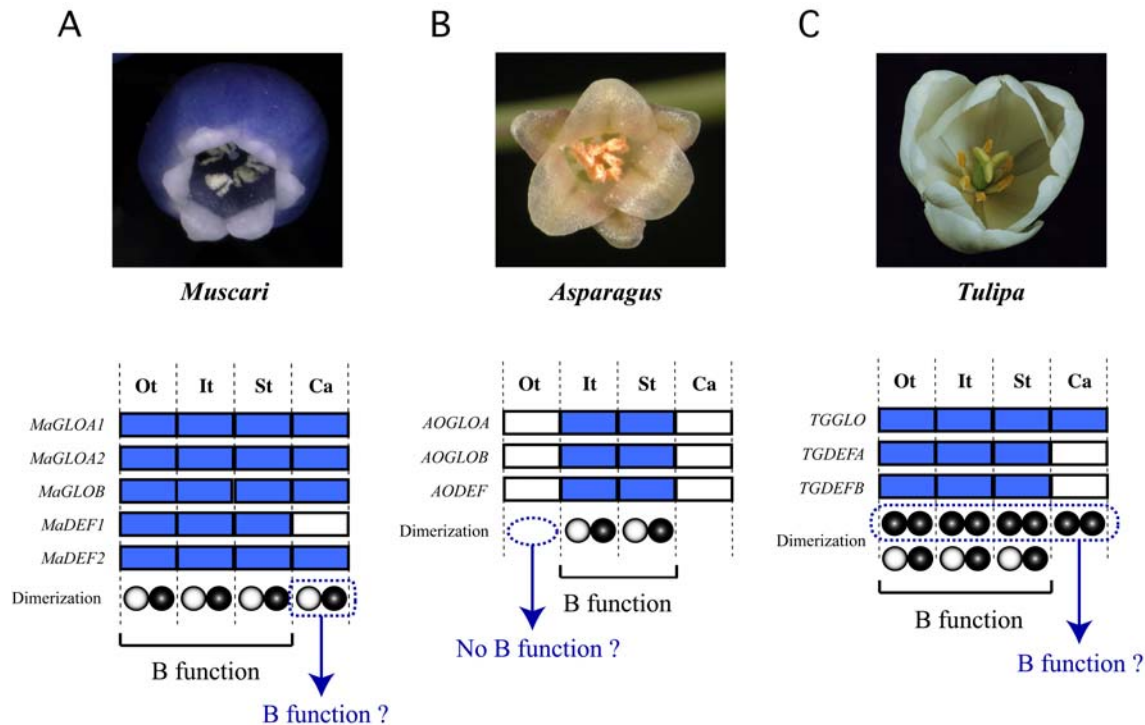 A
B
C
Muscari
Asparagus
Tulipa
Ot It St Ca
MaGLOA1
MaGLOA2
MaGLOB
MaDEF1
MaDEF2
Dimerization
B function
B function ?
Ot It St Ca
AOGLOA
AOGLOB
AODEF
Dimerization
B function
No B function ?
Ot It St Ca
TGGLO
TGDEFA
TGDEFB
Dimerization
B function
B function ?